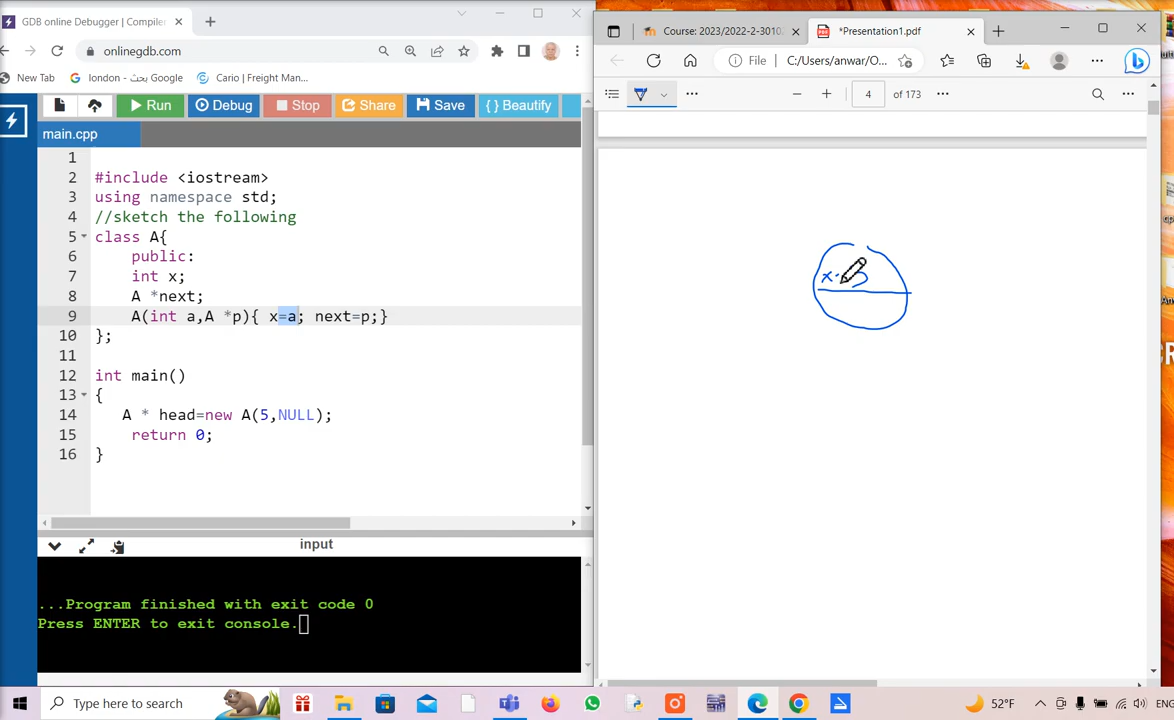 GDB online Debugger | Compiler
onlinegdb.com
New Tab
london - بحث Google
Cario | Freight Man...
Run
Debug
Stop
Share
Save
{ } Beautify
main.cpp
1
2 #include <iostream>
3 using namespace std;
4 //sketch the following
5 class A{
6 public:
7 int x;
8 A *next;
9 A(int a,A *p){ x=a; next=p;}
10 };
11
12 int main()
13 {
14 A * head=new A(5,NULL);
15 return 0;
16 }
input
...Program finished with exit code 0
Press ENTER to exit console.
Course: 2023/2022-2-3010
*Presentation1.pdf
File
C:/Users/anwar/O...
4 of 173
x
Type here to search
52°F
ENG